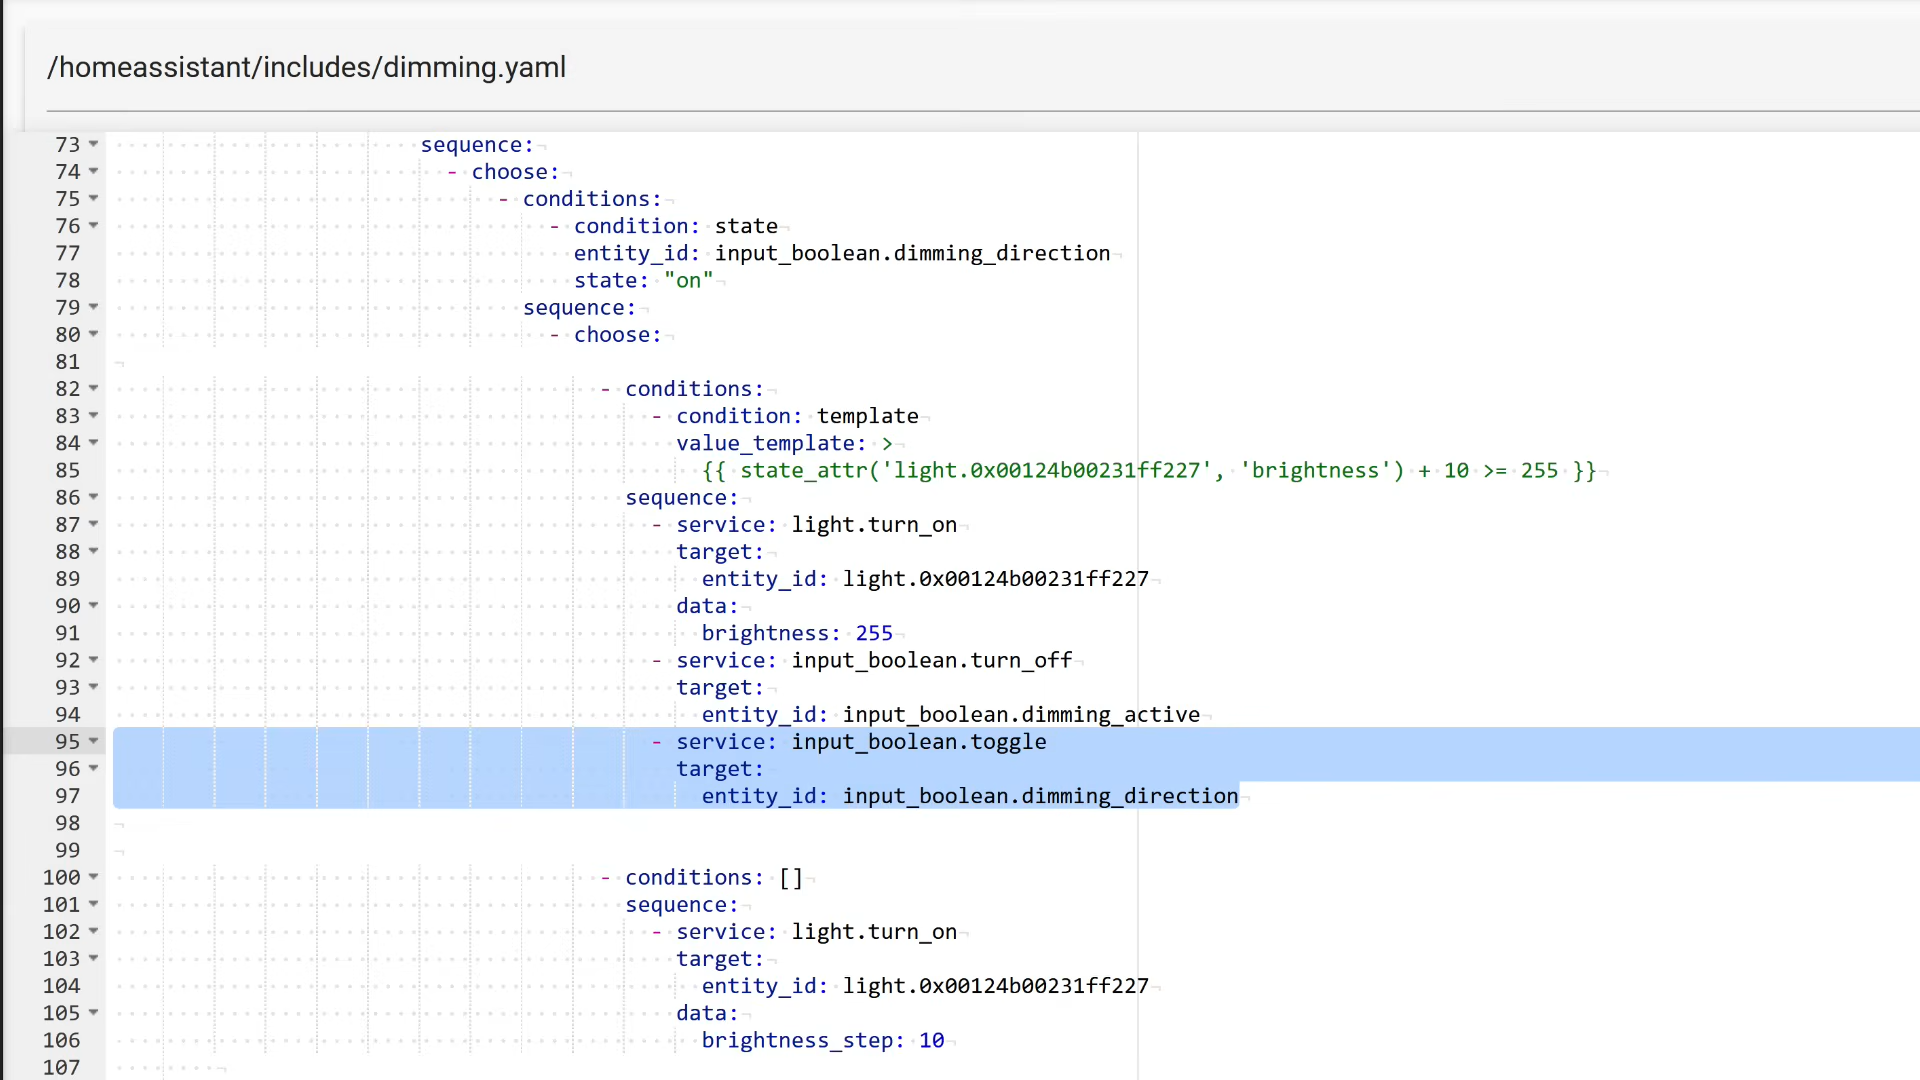 /homeassistant/includes/dimming.yaml
73 sequence:
74 - choose:
75 - conditions:
76 - condition: state
77 entity_id: input_boolean.dimming_direction
78 state: "on"
79 sequence:
80 - choose:
81
82 - conditions:
83 - condition: template
84 value_template: >
85 {{ state_attr('light.0x00124b00231ff227', 'brightness') + 10 >= 255 }}
86 sequence:
87 - service: light.turn_on
88 target:
89 entity_id: light.0x00124b00231ff227
90 data:
91 brightness: 255
92 - service: input_boolean.turn_off
93 target:
94 entity_id: input_boolean.dimming_active
95 - service: input_boolean.toggle
96 target:
97 entity_id: input_boolean.dimming_direction
98
99
100 - conditions: []
101 sequence:
102 - service: light.turn_on
103 target:
104 entity_id: light.0x00124b00231ff227
105 data:
106 brightness_step: 10
107